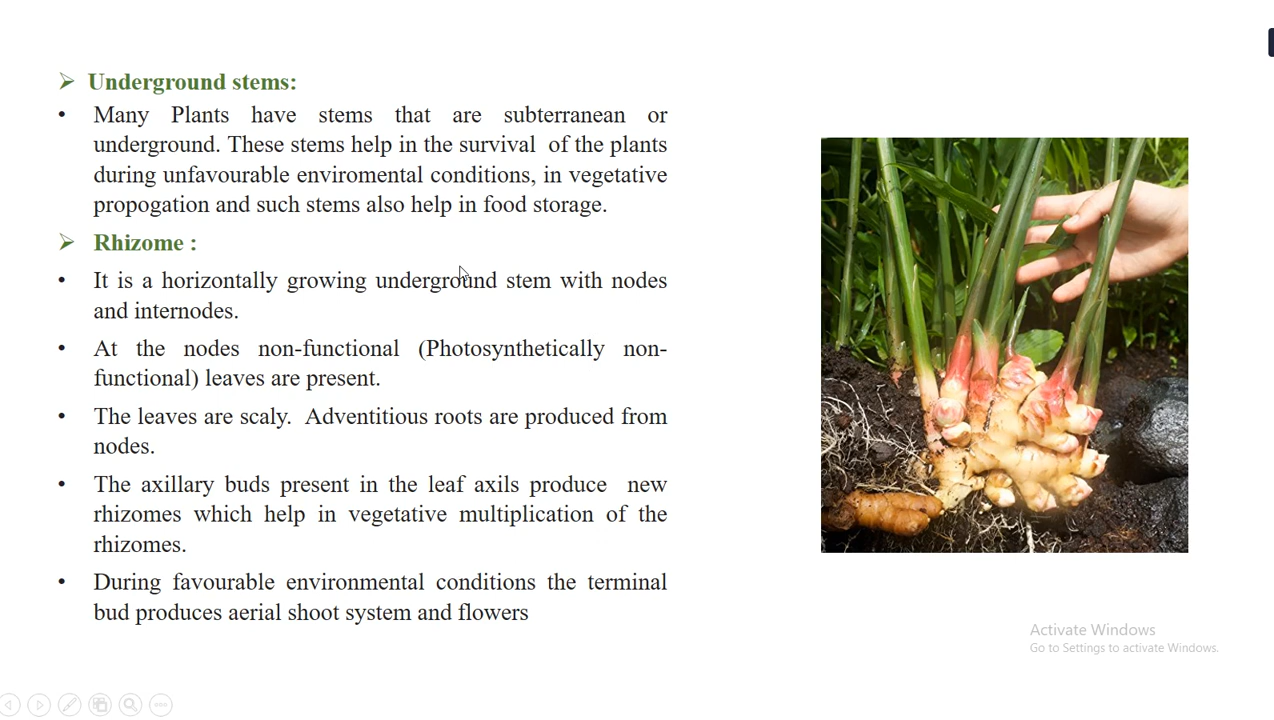 ➢ Underground stems:
• Many Plants have stems that are subterranean or
underground. These stems help in the survival of the plants
during unfavourable enviromental conditions, in vegetative
propogation and such stems also help in food storage.
➢ Rhizome :
• It is a horizontally growing underground stem with nodes
and internodes.
• At the nodes non-functional (Photosynthetically non-
functional) leaves are present.
• The leaves are scaly. Adventitious roots are produced from
nodes.
• The axillary buds present in the leaf axils produce new
rhizomes which help in vegetative multiplication of the
rhizomes.
• During favourable environmental conditions the terminal
bud produces aerial shoot system and flowers
Activate Windows
Go to Settings to activate Windows.